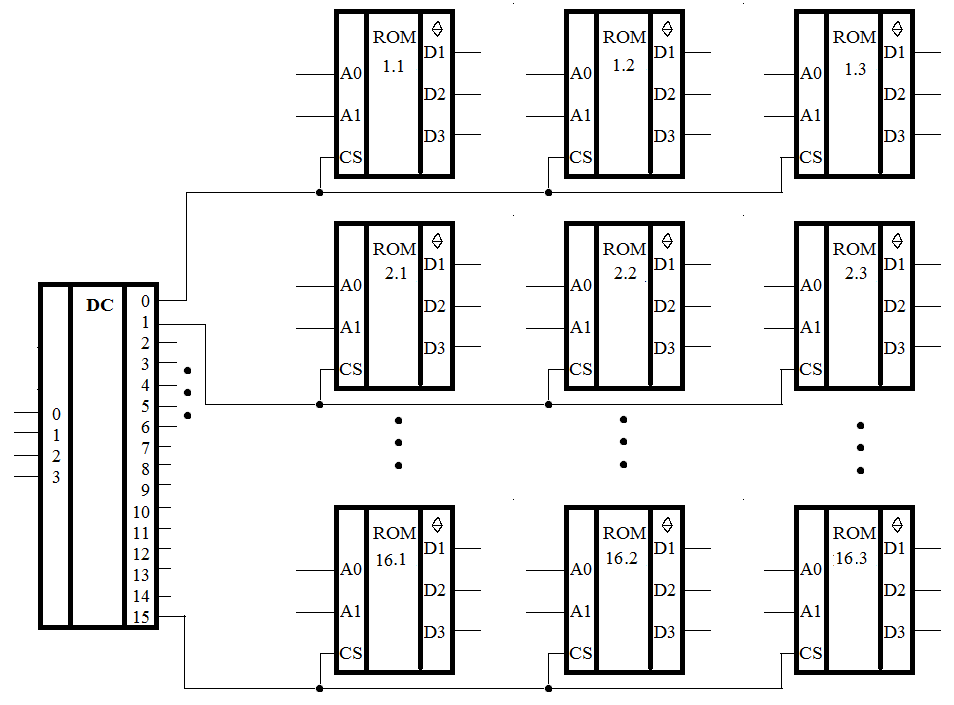 ROM
1.1
A0
A1
CS
D1
D2
D3
ROM
1.2
A0
A1
CS
D1
D2
D3
ROM
1.3
A0
A1
CS
D1
D2
D3
ROM
2.1
A0
A1
CS
D1
D2
D3
ROM
2.2
A0
A1
CS
D1
D2
D3
ROM
2.3
A0
A1
CS
D1
D2
D3
DC
0
1
2
3
0
1
2
3
4
5
6
7
8
9
10
11
12
13
14
15
ROM
16.1
A0
A1
CS
D1
D2
D3
ROM
16.2
A0
A1
CS
D1
D2
D3
ROM
16.3
A0
A1
CS
D1
D2
D3